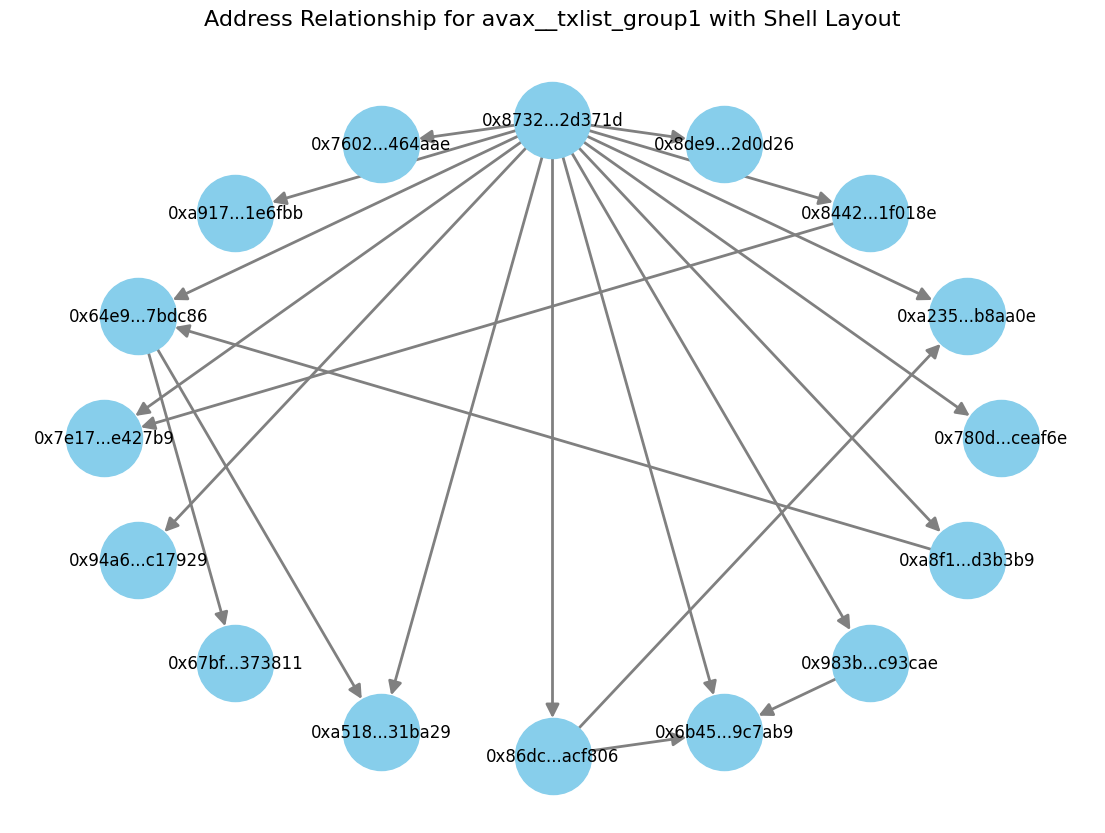 Address Relationship for avax__txlist_group1 with Shell Layout
0x8732...2d371d
0x7602...464aae
0x8de9...2d0d26
0xa917...1e6fbb
0x8442...1f018e
0x64e9...7bdc86
0xa235...b8aa0e
0x7e17...e427b9
0x780d...ceaf6e
0x94a6...c17929
0xa8f1...d3b3b9
0x67bf...373811
0x983b...c93cae
0xa518...31ba29
0x6b45...9c7ab9
0x86dc...acf806